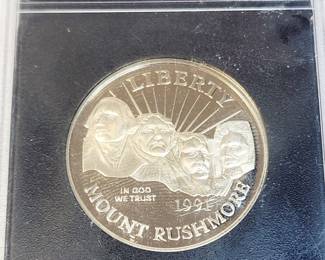 LIBERTY
IN GOD
WE TRUST
1991
MOUNT RUSHMORE